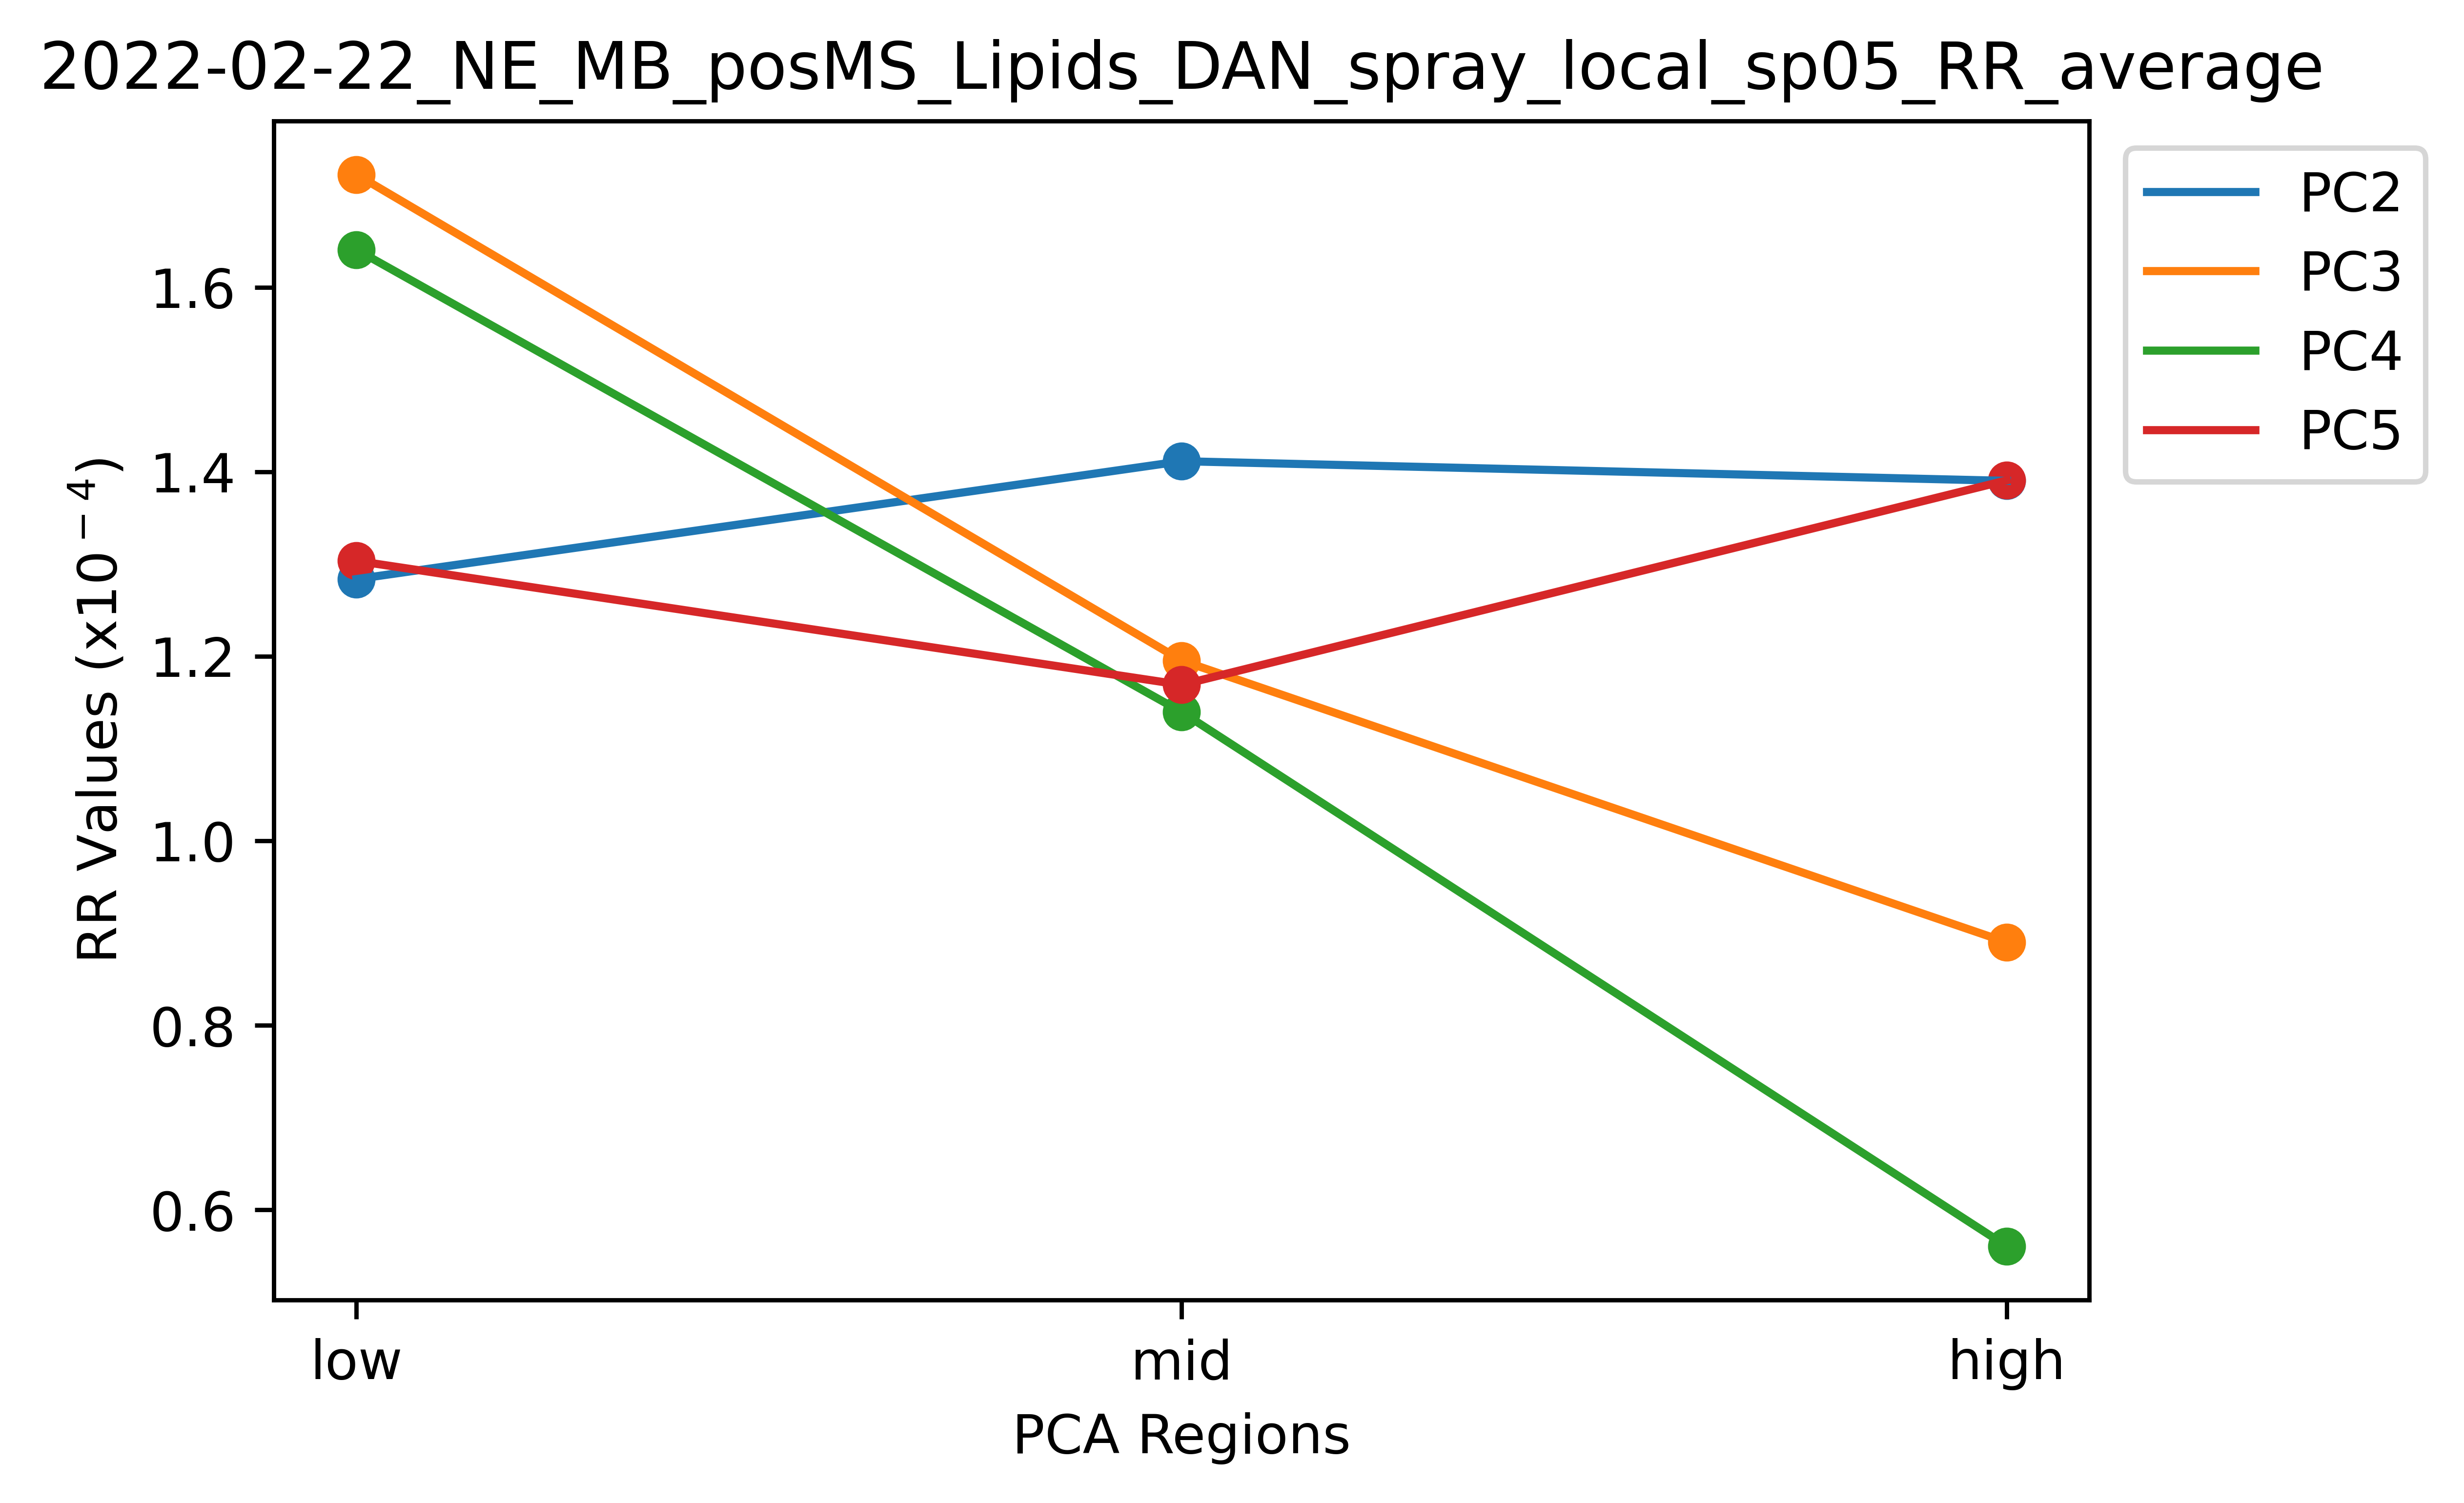 2022-02-22_NE_MB_posMS_Lipids_DAN_spray_local_sp05_RR_average
PC2
PC3
PC4
PC5
RR Values (x10⁻⁴)
1.6
1.4
1.2
1.0
0.8
0.6
low mid high
PCA Regions